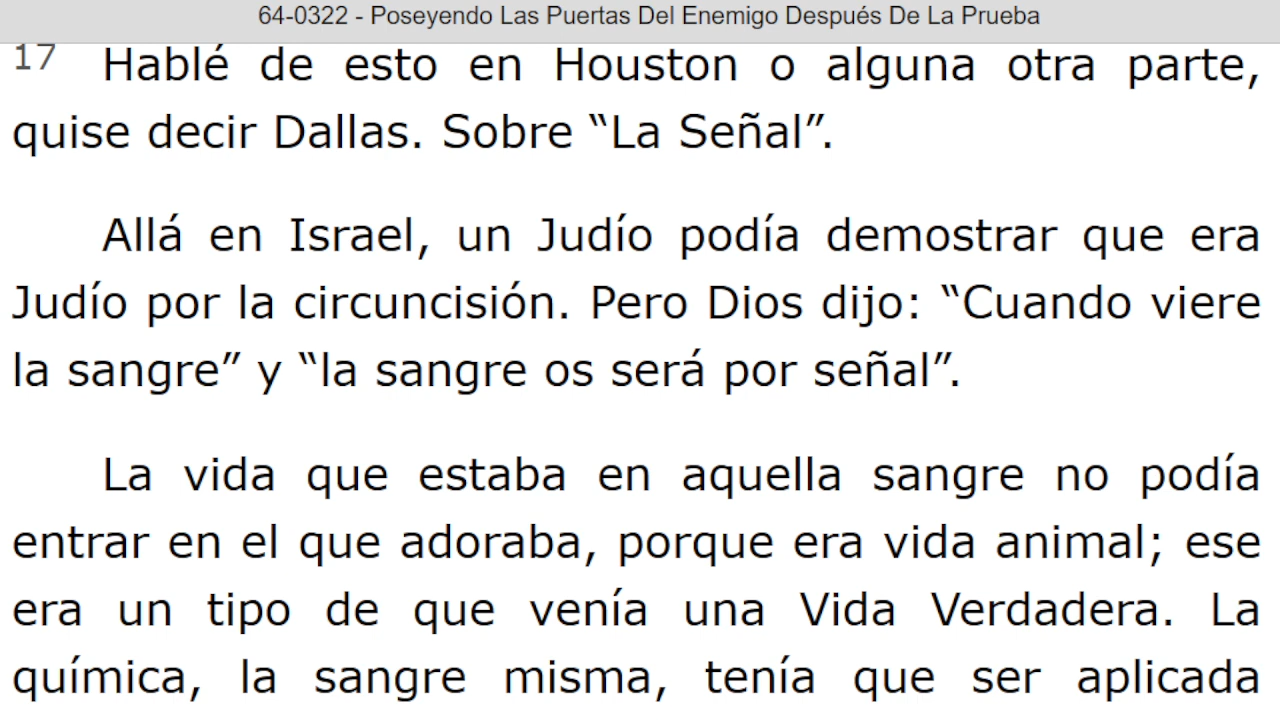 64-0322 - Poseyendo Las Puertas Del Enemigo Después De La Prueba
17 Hablé de esto en Houston o alguna otra parte,
quise decir Dallas. Sobre “La Señal”.
Allá en Israel, un Judío podía demostrar que era
Judío por la circuncisión. Pero Dios dijo: “Cuando viere
la sangre” y “la sangre os será por señal”.
La vida que estaba en aquella sangre no podía
entrar en el que adoraba, porque era vida animal; ese
era un tipo de que venía una Vida Verdadera. La
química, la sangre misma, tenía que ser aplicada